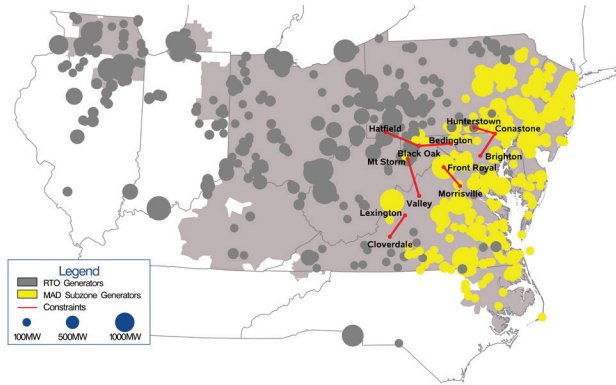 Hunterstown
Hatfield
Conastone
Bedington
Black Oak
Brighton
Mt Storm
Front Royal
Morrisville
Valley
Lexington
Cloverdale
Legend
RTO Generators
MAD Subzone Generators
Constraints
100MW
500MW
1000MW